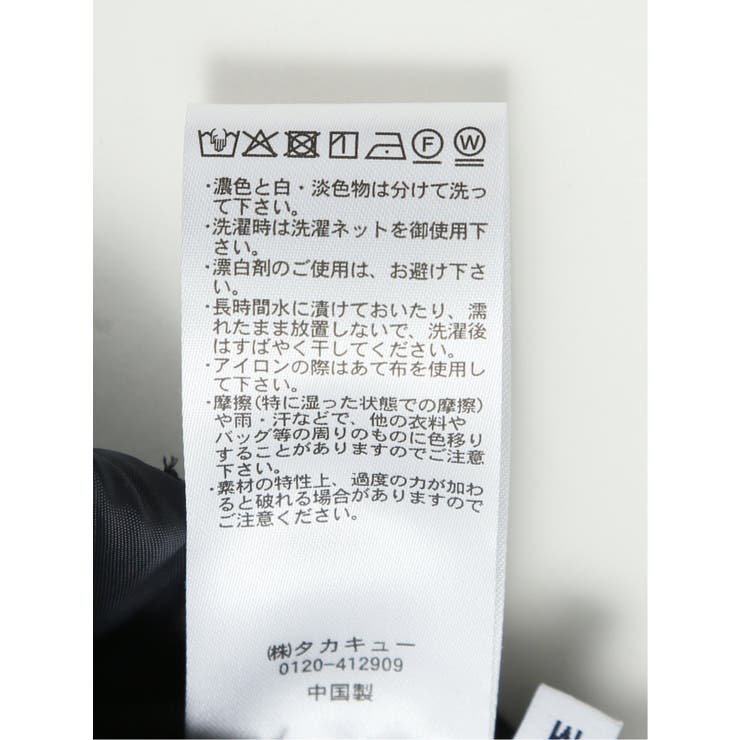 F W
・濃色と白・淡色物は分けて洗っ
て下さい。
・洗濯時は洗濯ネットを御使用下
さい。
・漂白剤のご使用は、お避け下さ
い。
・長時間水に漬けておいたり、濡
れたまま放置しないで、洗濯後
はすばやく干してください。
・アイロンの際はあて布を使用し
て下さい。
・摩擦(特に湿った状態での摩擦)
や雨・汗などで、他の衣料や
バッグ等の周りのものに色移り
することがありますのでご注意
下さい。
・素材の特性上、過度の力が加わ
ると破れる場合がありますので
ご注意ください。
(株)タカキュー
0120-412909
中国製
M